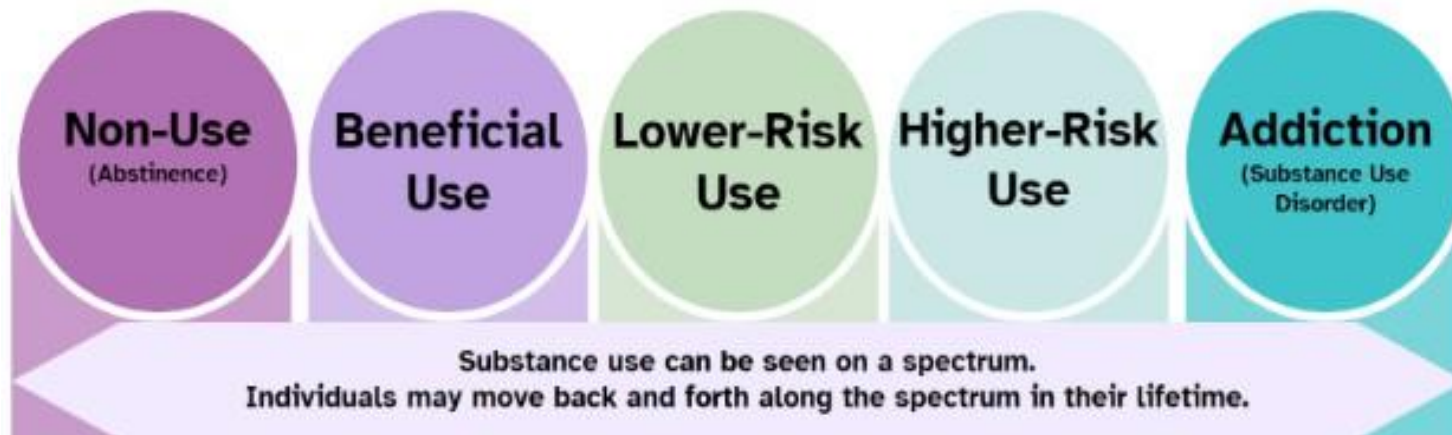 Non-Use
(Abstinence)
Beneficial
Use
Lower-Risk
Use
Higher-Risk
Use
Addiction
(Substance Use
Disorder)
Substance use can be seen on a spectrum.
Individuals may move back and forth along the spectrum in their lifetime.